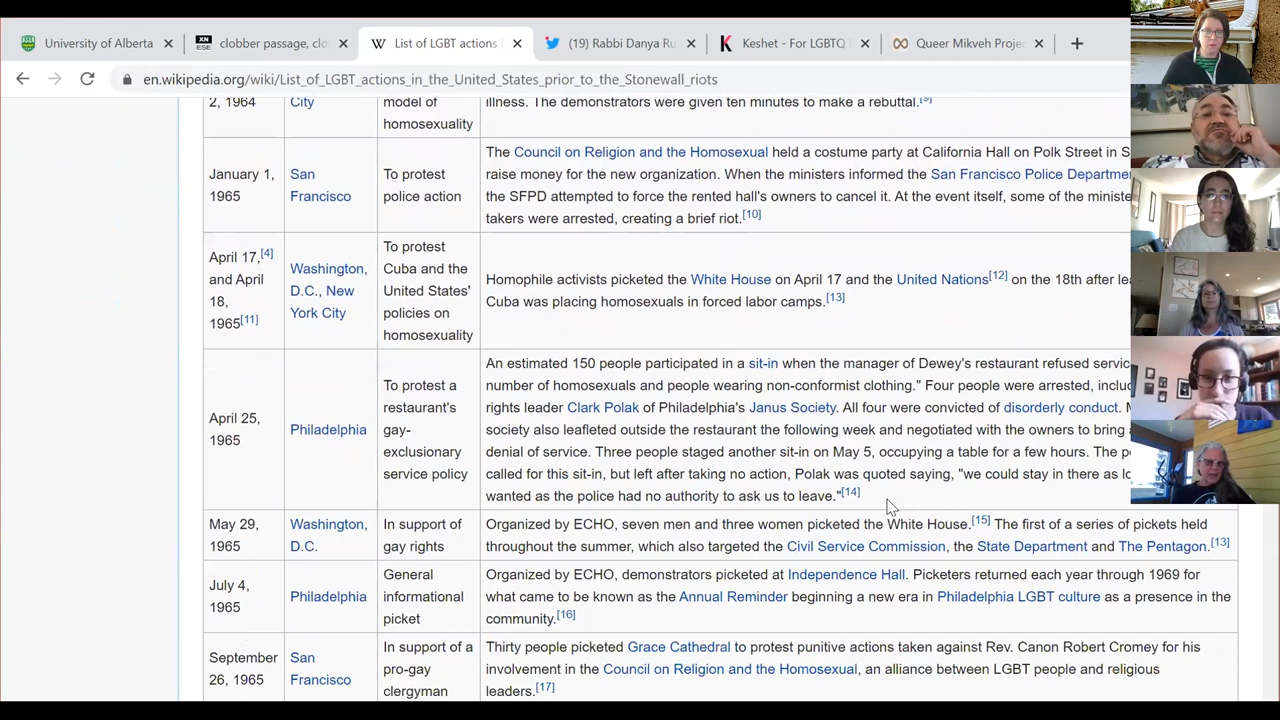 University of Alberta
clobber passage, clo
List of LGBT actions
(19) Rabbi Danya Ru
Keshet - For LGBTQ
Queer Mikveh Proje
en.wikipedia.org/wiki/List_of_LGBT_actions_in_the_United_States_prior_to_the_Stonewall_riots
2, 1964
City
model of
homosexuality
illness. The demonstrators were given ten minutes to make a rebuttal.[9]
January 1,
1965
San
Francisco
To protest
police action
The Council on Religion and the Homosexual held a costume party at California Hall on Polk Street in S
raise money for the new organization. When the ministers informed the San Francisco Police Departme
the SFPD attempted to force the rented hall's owners to cancel it. At the event itself, some of the ministe
takers were arrested, creating a brief riot.[10]
April 17,[4]
and April
18,
1965[11]
Washington,
D.C., New
York City
To protest
Cuba and the
United States'
policies on
homosexuality
Homophile activists picketed the White House on April 17 and the United Nations[12] on the 18th after lea
Cuba was placing homosexuals in forced labor camps.[13]
April 25,
1965
Philadelphia
To protest a
restaurant's
gay-
exclusionary
service policy
An estimated 150 people participated in a sit-in when the manager of Dewey's restaurant refused servic
number of homosexuals and people wearing non-conformist clothing." Four people were arrested, inclu
rights leader Clark Polak of Philadelphia's Janus Society. All four were convicted of disorderly conduct. M
society also leafleted outside the restaurant the following week and negotiated with the owners to bring
denial of service. Three people staged another sit-in on May 5, occupying a table for a few hours. The p
called for this sit-in, but left after taking no action, Polak was quoted saying, "we could stay in there as lo
wanted as the police had no authority to ask us to leave."[14]
May 29,
1965
Washington,
D.C.
In support of
gay rights
Organized by ECHO, seven men and three women picketed the White House.[15] The first of a series of pickets held
throughout the summer, which also targeted the Civil Service Commission, the State Department and The Pentagon.[13]
July 4,
1965
Philadelphia
General
informational
picket
Organized by ECHO, demonstrators picketed at Independence Hall. Picketers returned each year through 1969 for
what came to be known as the Annual Reminder beginning a new era in Philadelphia LGBT culture as a presence in the
community.[16]
September
26, 1965
San
Francisco
In support of a
pro-gay
clergyman
Thirty people picketed Grace Cathedral to protest punitive actions taken against Rev. Canon Robert Cromey for his
involvement in the Council on Religion and the Homosexual, an alliance between LGBT people and religious
leaders.[17]